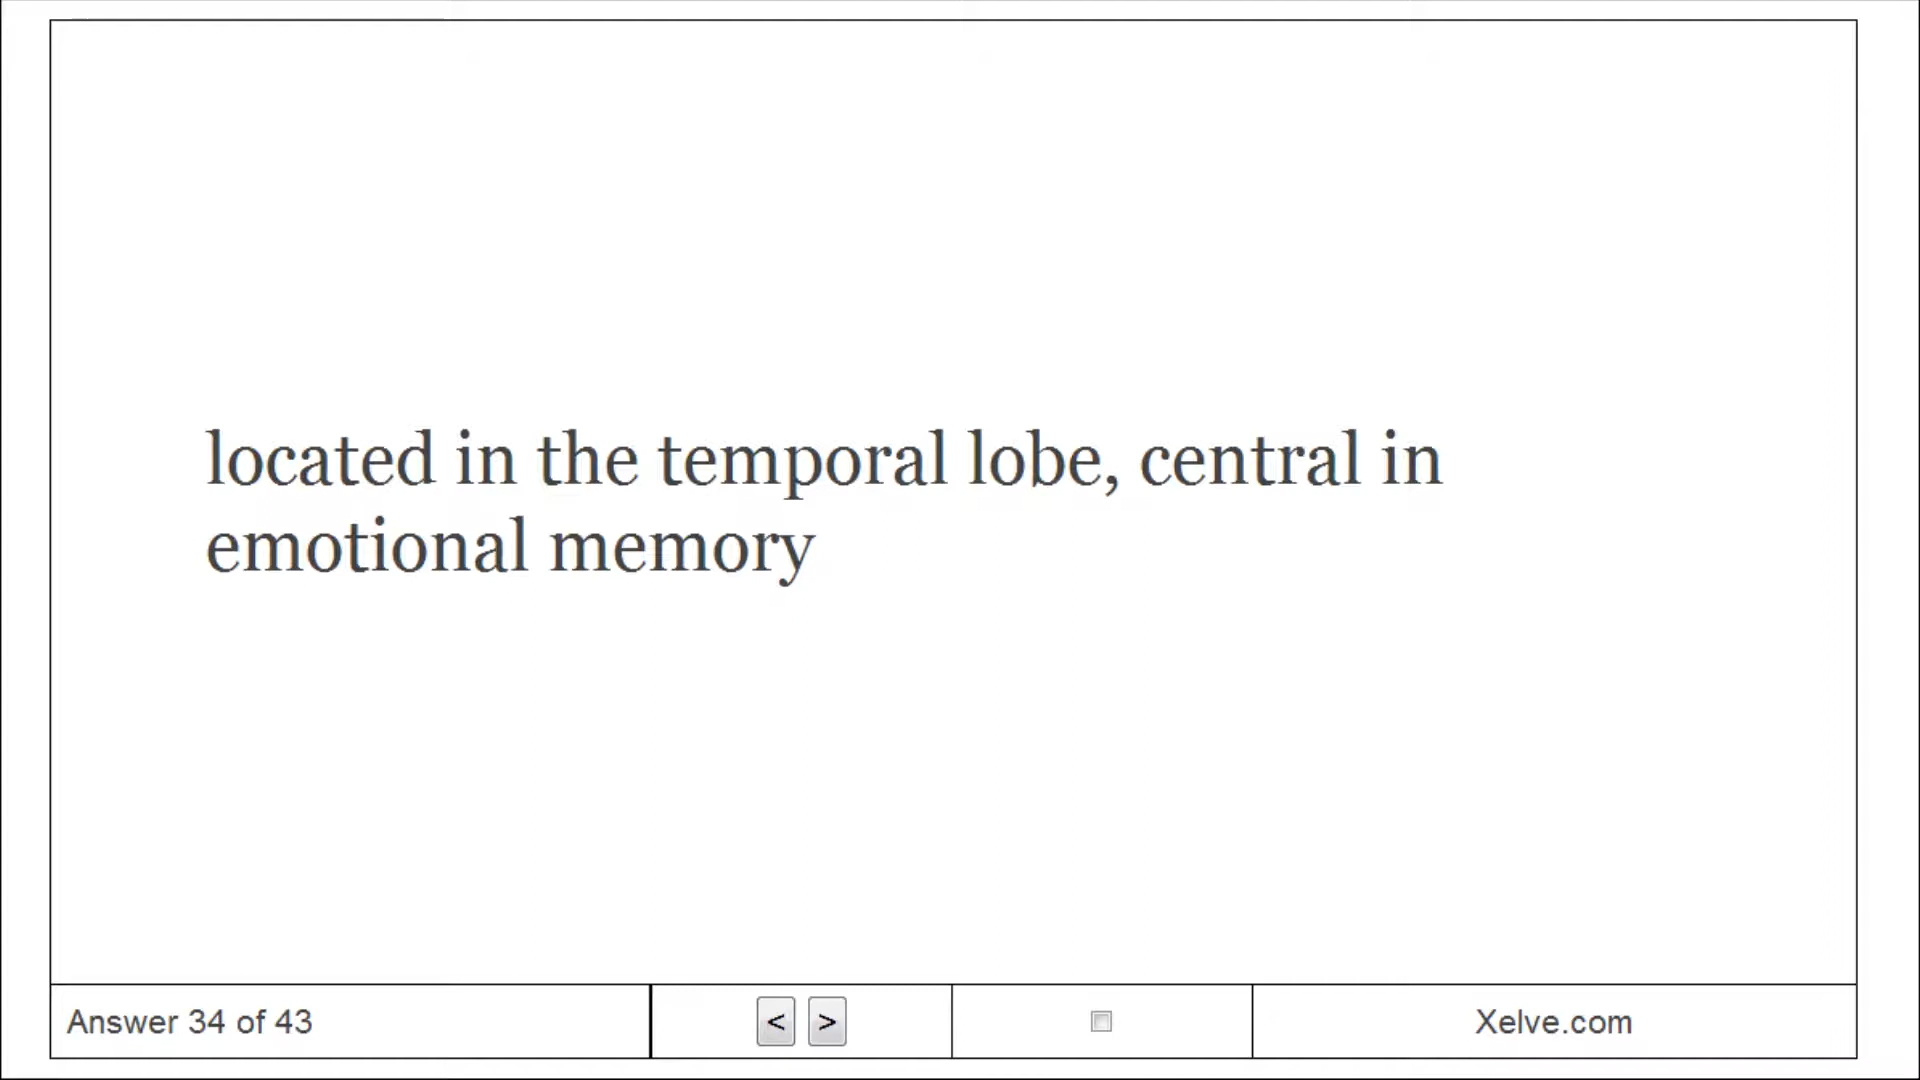 located in the temporal lobe, central in
emotional memory
Answer 34 of 43
< >
Xelve.com